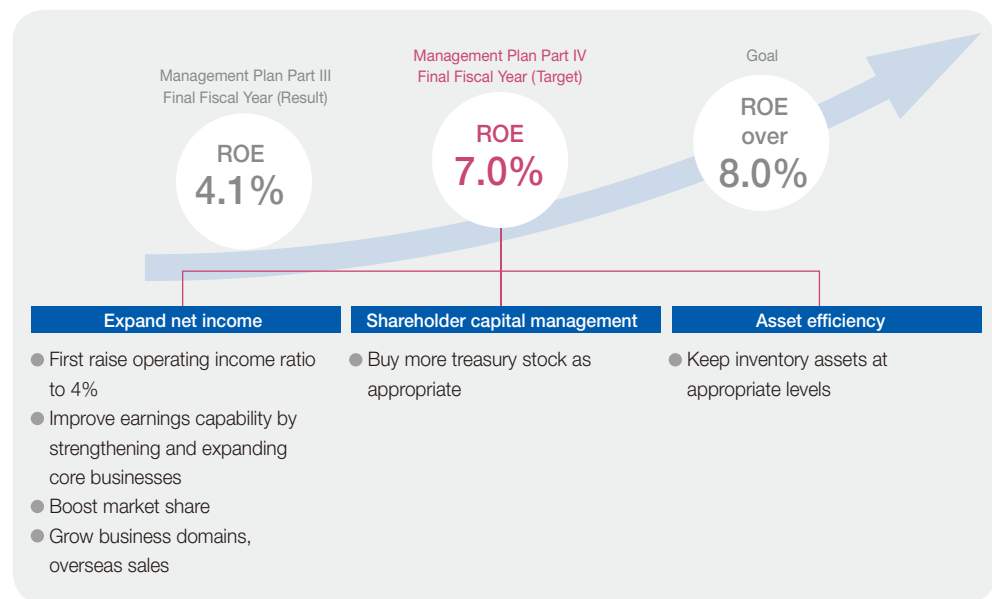 Management Plan Part III
Final Fiscal Year (Result)
ROE
4.1%
Management Plan Part IV
Final Fiscal Year (Target)
ROE
7.0%
Goal
ROE
over
8.0%
Expand net income
● First raise operating income ratio
to 4%
● Improve earnings capability by
strengthening and expanding
core businesses
● Boost market share
● Grow business domains,
overseas sales
Shareholder capital management
● Buy more treasury stock as
appropriate
Asset efficiency
● Keep inventory assets at
appropriate levels